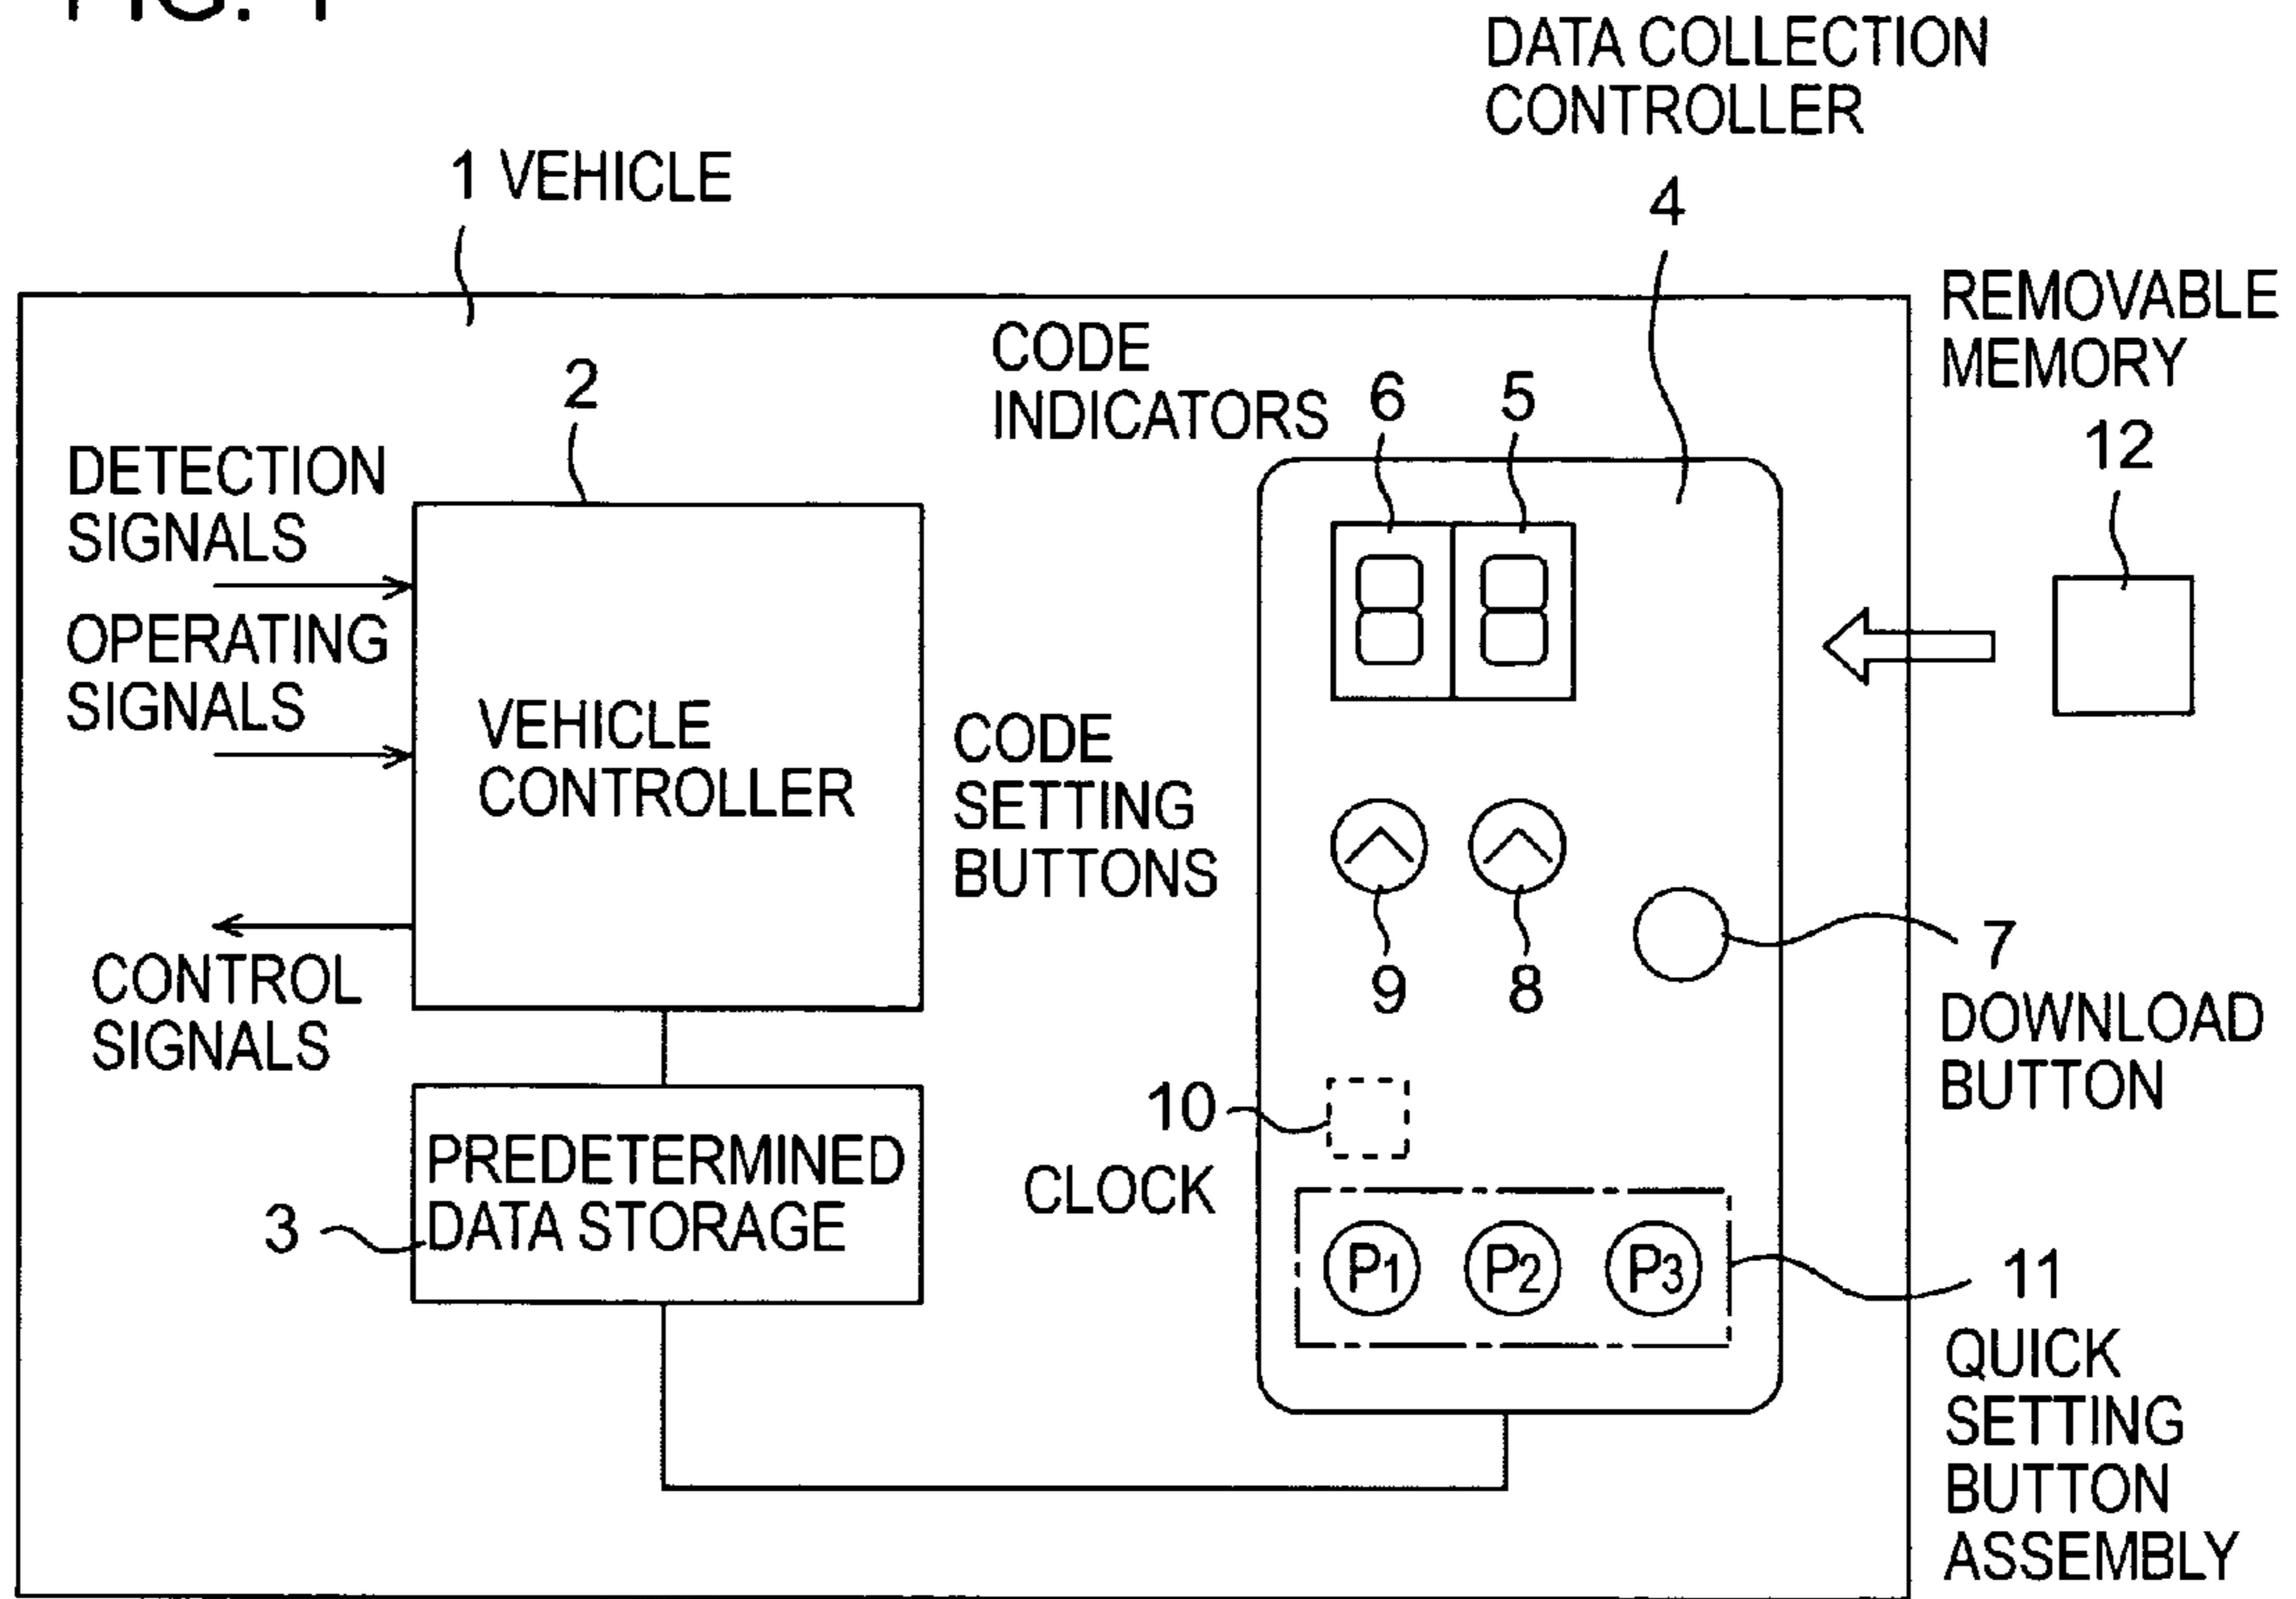 FIG. 1
DATA COLLECTION
CONTROLLER
4
1 VEHICLE
REMOVABLE
MEMORY
12
CODE
INDICATORS
6
5
2
DETECTION
SIGNALS
OPERATING
SIGNALS
VEHICLE
CONTROLLER
CODE
SETTING
BUTTONS
9
8
7
DOWNLOAD
BUTTON
CONTROL
SIGNALS
10
CLOCK
3
PREDETERMINED
DATA STORAGE
P1
P2
P3
11
QUICK
SETTING
BUTTON
ASSEMBLY